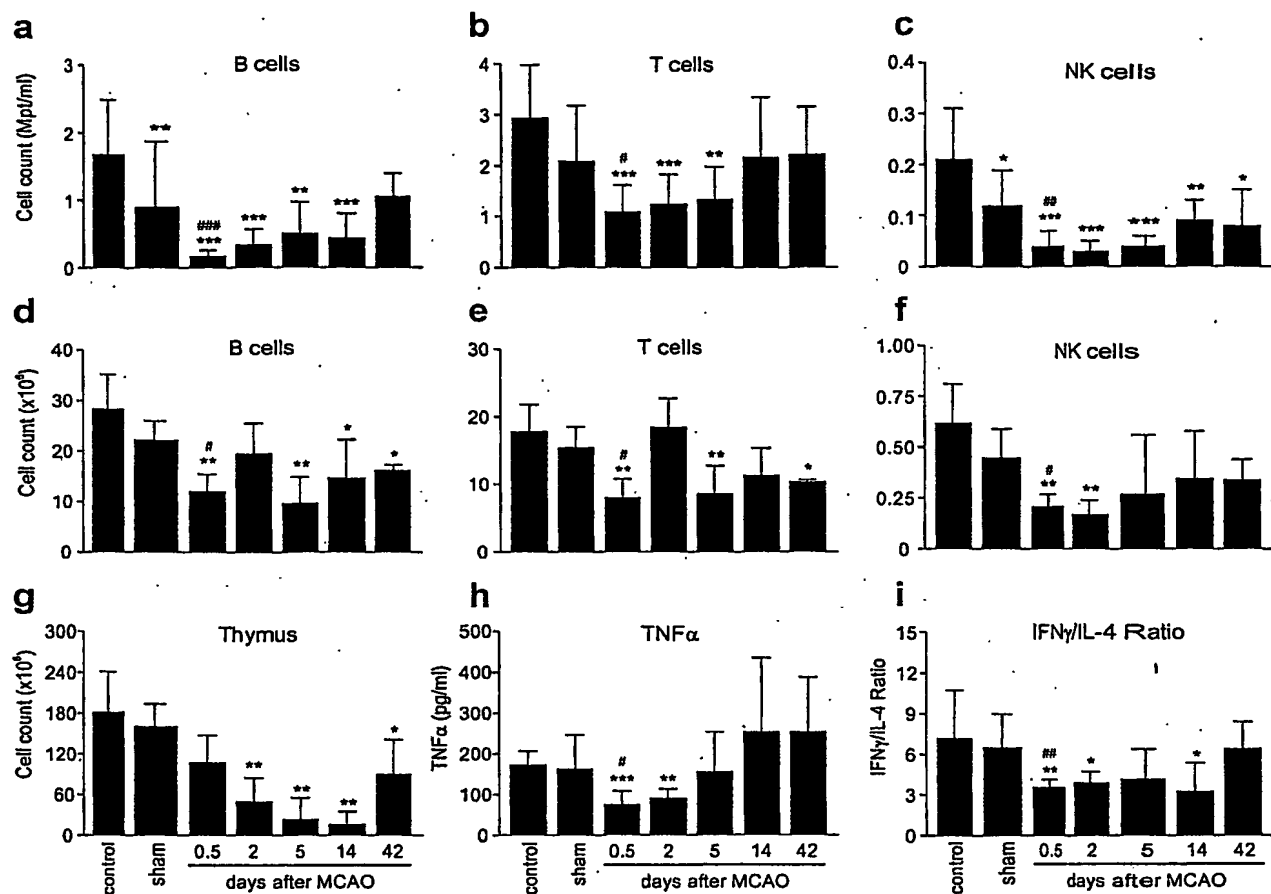 a
B cells
Cell count (Mpt/ml)
3
2
1
0
**
###
***
***
**
***
b
T cells
4
3
2
1
0
#
***
***
**
c
NK cells
0.4
0.3
0.2
0.1
0
*
##
***
***
***
**
*
d
B cells
Cell count (x10⁶)
40
30
20
10
0
#
**
**
*
*
e
T cells
30
20
10
0
#
**
**
*
f
NK cells
1.00
0.75
0.50
0.25
0
#
**
**
g
Thymus
Cell count (x10⁶)
300
240
180
120
60
0
**
**
**
*
control
sham
0.5 2 5 14 42
days after MCAO
h
TNFα
TNFα (pg/ml)
500
400
300
200
100
0
#
***
**
control
sham
0.5 2 5 14 42
days after MCAO
i
IFNγ/IL-4 Ratio
IFNγ/IL-4 Ratio
15
12
9
6
3
0
##
**
*
*
control
sham
0.5 2 5 14 42
days after MCAO